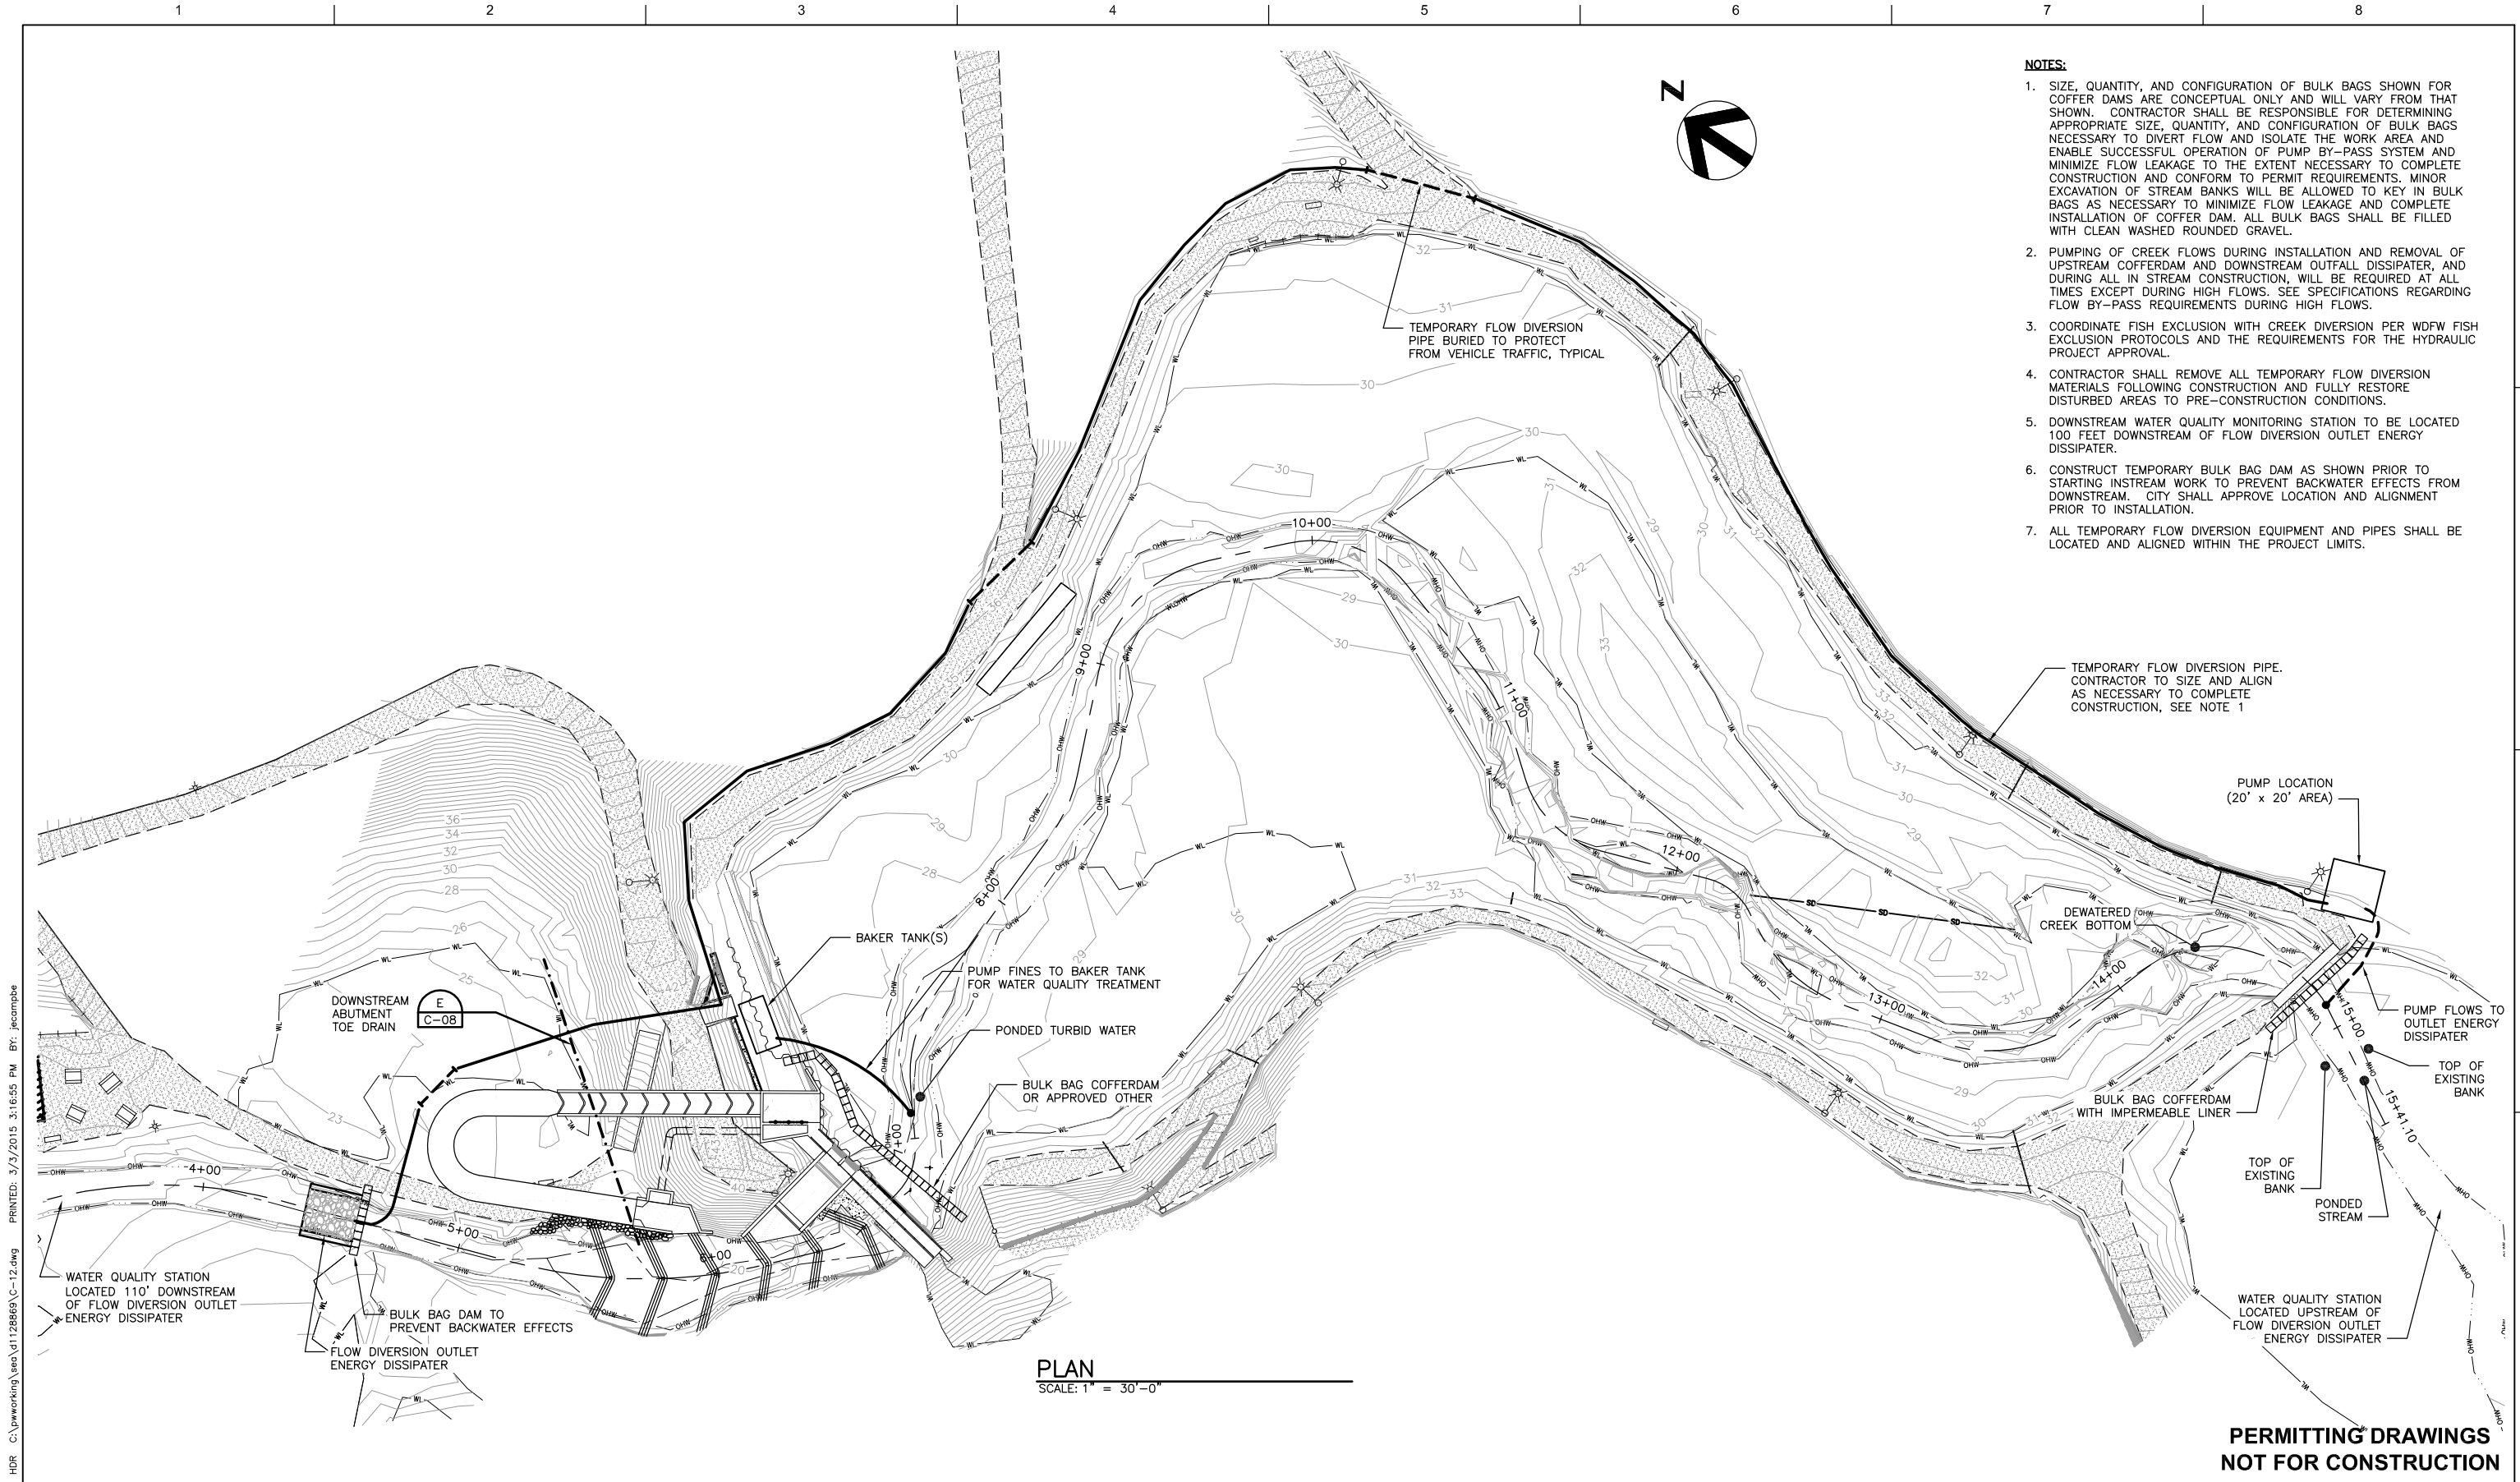 1 2 3 4 5 6 7 8
N
NOTES:
1. SIZE, QUANTITY, AND CONFIGURATION OF BULK BAGS SHOWN FOR
COFFER DAMS ARE CONCEPTUAL ONLY AND WILL VARY FROM THAT
SHOWN. CONTRACTOR SHALL BE RESPONSIBLE FOR DETERMINING
APPROPRIATE SIZE, QUANTITY, AND CONFIGURATION OF BULK BAGS
NECESSARY TO DIVERT FLOW AND ISOLATE THE WORK AREA AND
ENABLE SUCCESSFUL OPERATION OF PUMP BY-PASS SYSTEM AND
MINIMIZE FLOW LEAKAGE TO THE EXTENT NECESSARY TO COMPLETE
CONSTRUCTION AND CONFORM TO PERMIT REQUIREMENTS. MINOR
EXCAVATION OF STREAM BANKS WILL BE ALLOWED TO KEY IN BULK
BAGS AS NECESSARY TO MINIMIZE FLOW LEAKAGE AND COMPLETE
INSTALLATION OF COFFER DAM. ALL BULK BAGS SHALL BE FILLED
WITH CLEAN WASHED ROUNDED GRAVEL.
2. PUMPING OF CREEK FLOWS DURING INSTALLATION AND REMOVAL OF
UPSTREAM COFFERDAM AND DOWNSTREAM OUTFALL DISSIPATER, AND
DURING ALL IN STREAM CONSTRUCTION, WILL BE REQUIRED AT ALL
TIMES EXCEPT DURING HIGH FLOWS. SEE SPECIFICATIONS REGARDING
FLOW BY-PASS REQUIREMENTS DURING HIGH FLOWS.
3. COORDINATE FISH EXCLUSION WITH CREEK DIVERSION PER WDFW FISH
EXCLUSION PROTOCOLS AND THE REQUIREMENTS FOR THE HYDRAULIC
PROJECT APPROVAL.
4. CONTRACTOR SHALL REMOVE ALL TEMPORARY FLOW DIVERSION
MATERIALS FOLLOWING CONSTRUCTION AND FULLY RESTORE
DISTURBED AREAS TO PRE-CONSTRUCTION CONDITIONS.
5. DOWNSTREAM WATER QUALITY MONITORING STATION TO BE LOCATED
100 FEET DOWNSTREAM OF FLOW DIVERSION OUTLET ENERGY
DISSIPATER.
6. CONSTRUCT TEMPORARY BULK BAG DAM AS SHOWN PRIOR TO
STARTING INSTREAM WORK TO PREVENT BACKWATER EFFECTS FROM
DOWNSTREAM. CITY SHALL APPROVE LOCATION AND ALIGNMENT
PRIOR TO INSTALLATION.
7. ALL TEMPORARY FLOW DIVERSION EQUIPMENT AND PIPES SHALL BE
LOCATED AND ALIGNED WITHIN THE PROJECT LIMITS.
TEMPORARY FLOW DIVERSION
PIPE BURIED TO PROTECT
FROM VEHICLE TRAFFIC, TYPICAL
TEMPORARY FLOW DIVERSION PIPE.
CONTRACTOR TO SIZE AND ALIGN
AS NECESSARY TO COMPLETE
CONSTRUCTION, SEE NOTE 1
PUMP LOCATION
(20' x 20' AREA)
DEWATERED
CREEK BOTTOM
PUMP FLOWS TO
OUTLET ENERGY
DISSIPATER
TOP OF
EXISTING
BANK
BULK BAG COFFERDAM
WITH IMPERMEABLE LINER
TOP OF
EXISTING
BANK
PONDED
STREAM
WATER QUALITY STATION
LOCATED UPSTREAM OF
FLOW DIVERSION OUTLET
ENERGY DISSIPATER
BAKER TANK(S)
PUMP FINES TO BAKER TANK
FOR WATER QUALITY TREATMENT
PONDED TURBID WATER
BULK BAG COFFERDAM
OR APPROVED OTHER
DOWNSTREAM
ABUTMENT
TOE DRAIN
E
C-08
WATER QUALITY STATION
LOCATED 110' DOWNSTREAM
OF FLOW DIVERSION OUTLET
ENERGY DISSIPATER
BULK BAG DAM TO
PREVENT BACKWATER EFFECTS
FLOW DIVERSION OUTLET
ENERGY DISSIPATER
4+00
5+00
6+00
8+00
9+00
10+00
11+00
12+00
13+00
14+00
15+00
15+41.10
PLAN
SCALE: 1" = 30'-0"
PERMITTING DRAWINGS
NOT FOR CONSTRUCTION
HDR C:\pwworking\sea\d1128869\C-12.dwg PRINTED: 3/3/2015 3:16:55 PM BY: jecampbe